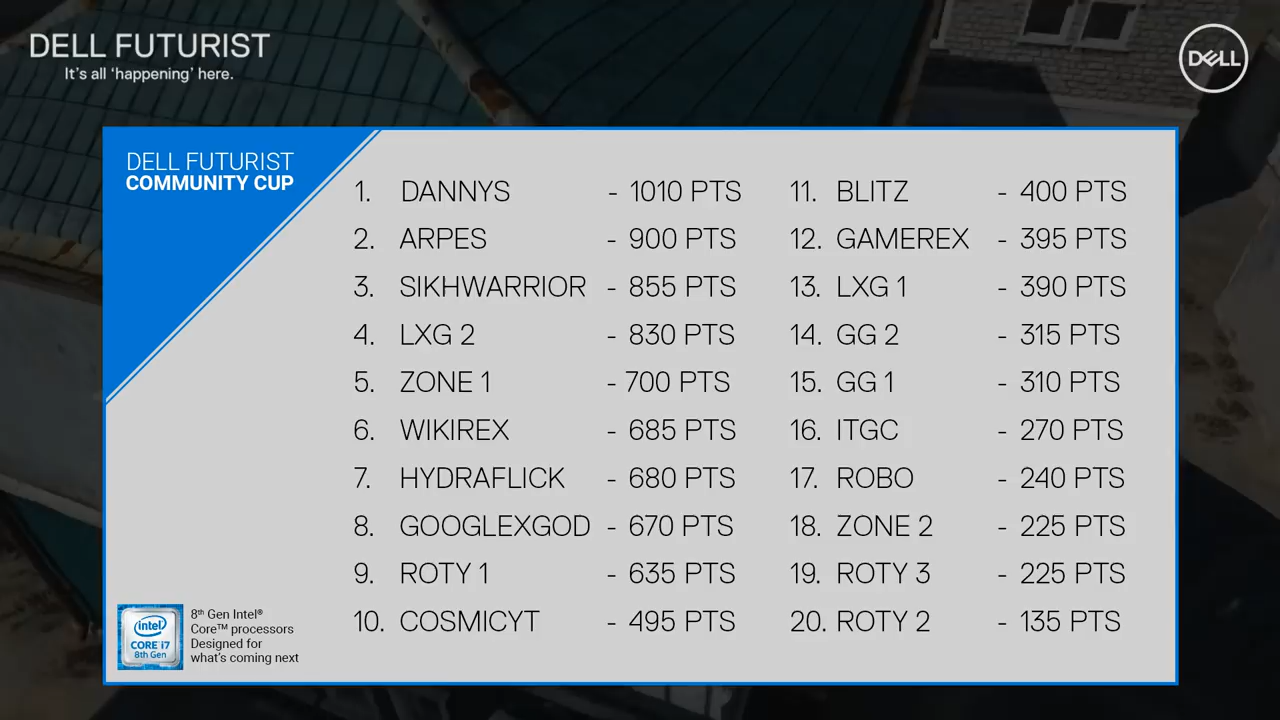 DELL FUTURIST
It's all 'happening' here.
DELL
DELL FUTURIST
COMMUNITY CUP
1. DANNYS - 1010 PTS
2. ARPES - 900 PTS
3. SIKHWARRIOR - 855 PTS
4. LXG 2 - 830 PTS
5. ZONE 1 - 700 PTS
6. WIKIREX - 685 PTS
7. HYDRAFLICK - 680 PTS
8. GOOGLEXGOD - 670 PTS
9. ROTY 1 - 635 PTS
10. COSMICYT - 495 PTS
11. BLITZ - 400 PTS
12. GAMEREX - 395 PTS
13. LXG 1 - 390 PTS
14. GG 2 - 315 PTS
15. GG 1 - 310 PTS
16. ITGC - 270 PTS
17. ROBO - 240 PTS
18. ZONE 2 - 225 PTS
19. ROTY 3 - 225 PTS
20. ROTY 2 - 135 PTS
intel
CORE i7
8th Gen
8th Gen Intel®
Core™ processors
Designed for
what's coming next